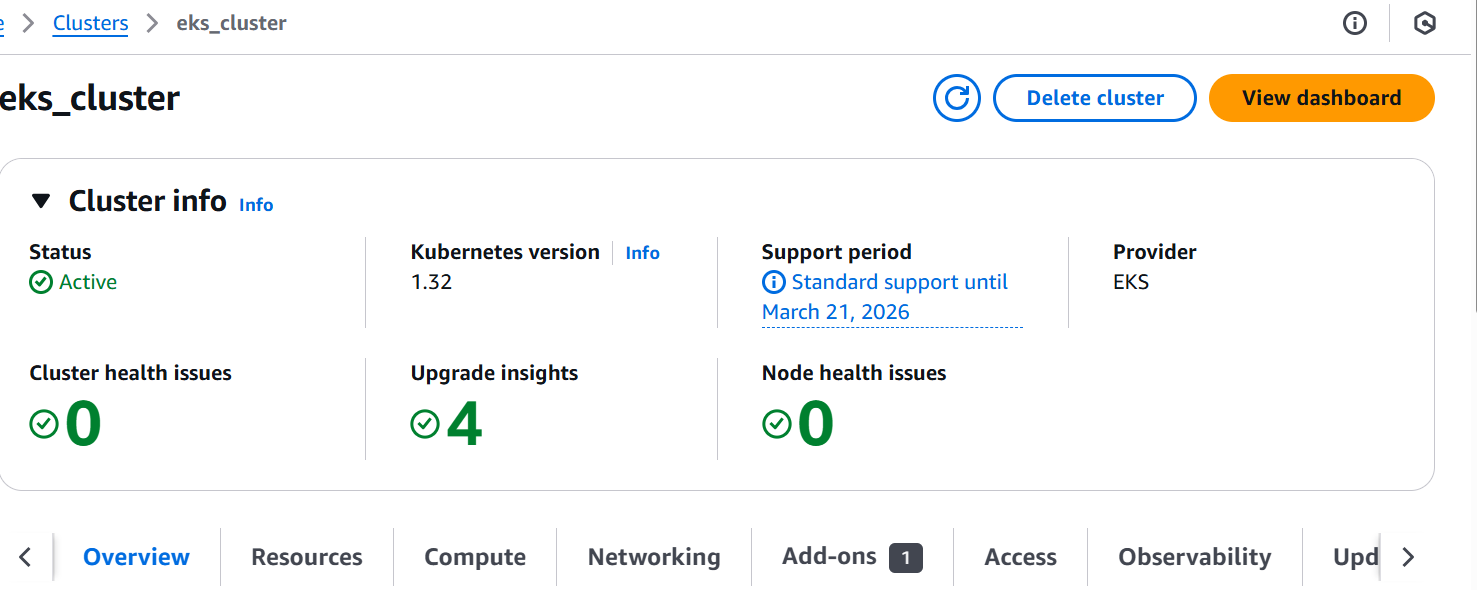 Clusters > eks_cluster
eks_cluster
Delete cluster
View dashboard
Cluster info Info
Status
Active
Kubernetes version Info
1.32
Support period
Standard support until
March 21, 2026
Provider
EKS
Cluster health issues
0
Upgrade insights
4
Node health issues
0
Overview
Resources
Compute
Networking
Add-ons 1
Access
Observability
Upd